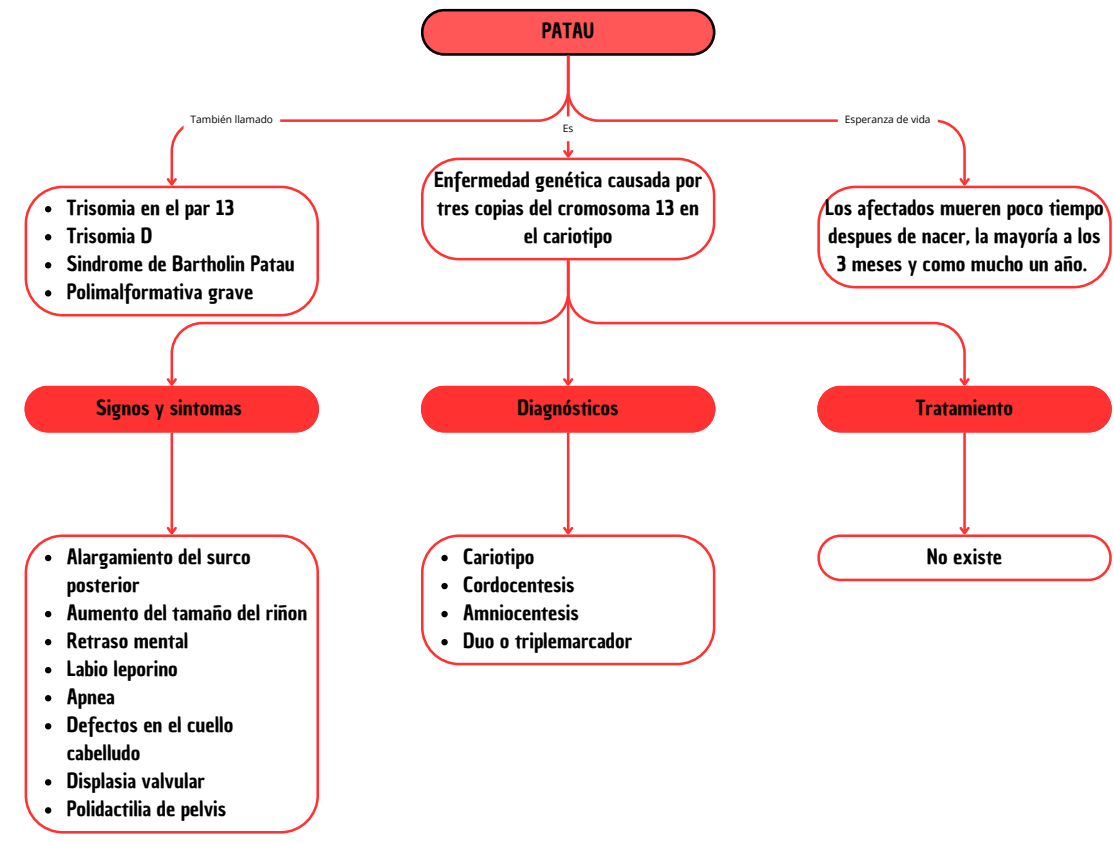 PATAU
También llamado
Es
Esperanza de vida
Trisomia en el par 13
Trisomia D
Sindrome de Bartholin Patau
Polimalformativa grave
Enfermedad genética causada por
tres copias del cromosoma 13 en
el cariotipo
Los afectados mueren poco tiempo
despues de nacer, la mayoría a los
3 meses y como mucho un año.
Signos y sintomas
Diagnósticos
Tratamiento
Alargamiento del surco
posterior
Aumento del tamaño del riñon
Retraso mental
Labio leporino
Apnea
Defectos en el cuello
cabelludo
Displasia valvular
Polidactilia de pelvis
Cariotipo
Cordocentesis
Amniocentesis
Duo o triplemarcador
No existe